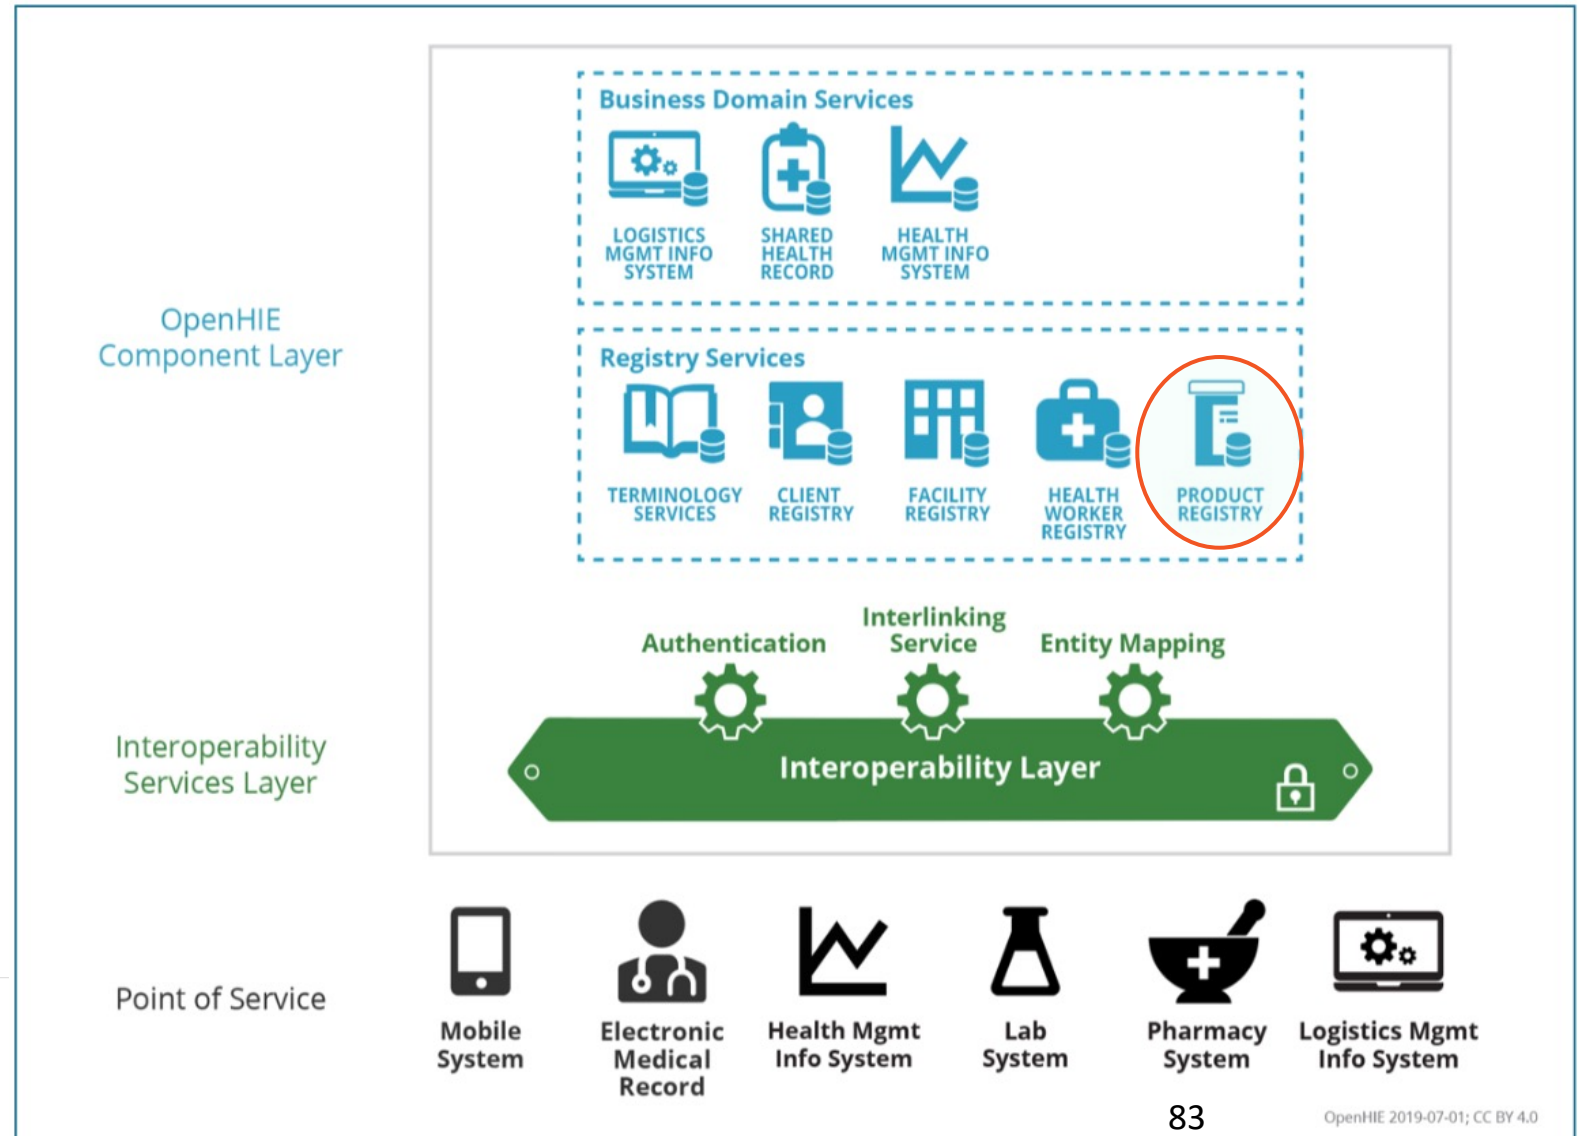 Business Domain Services
LOGISTICS
MGMT INFO
SYSTEM
SHARED
HEALTH
RECORD
HEALTH
MGMT INFO
SYSTEM
OpenHIE
Component Layer
Registry Services
TERMINOLOGY
SERVICES
CLIENT
REGISTRY
FACILITY
REGISTRY
HEALTH
WORKER
REGISTRY
PRODUCT
REGISTRY
Authentication
Interlinking
Service
Entity Mapping
Interoperability
Services Layer
Interoperability Layer
Point of Service
Mobile
System
Electronic
Medical
Record
Health Mgmt
Info System
Lab
System
Pharmacy
System
Logistics Mgmt
Info System
83
OpenHIE 2019-07-01; CC BY 4.0